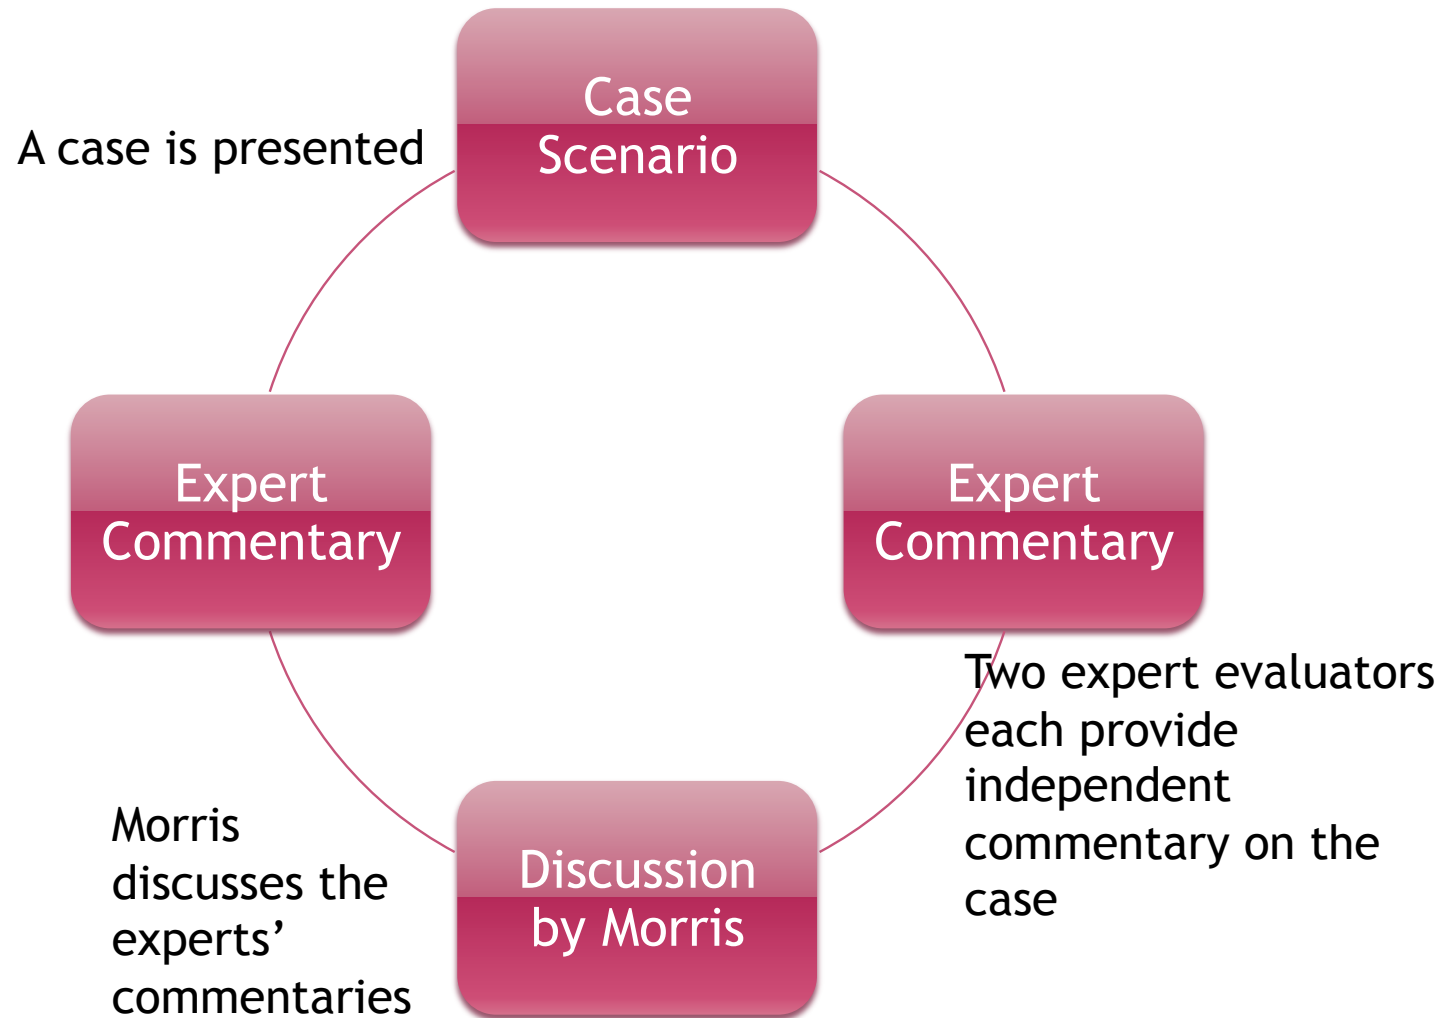 Case
Scenario
A case is presented
Expert
Commentary
Expert
Commentary
Two expert evaluators
each provide
independent
commentary on the
case
Morris
discusses the
experts’
commentaries
Discussion
by Morris